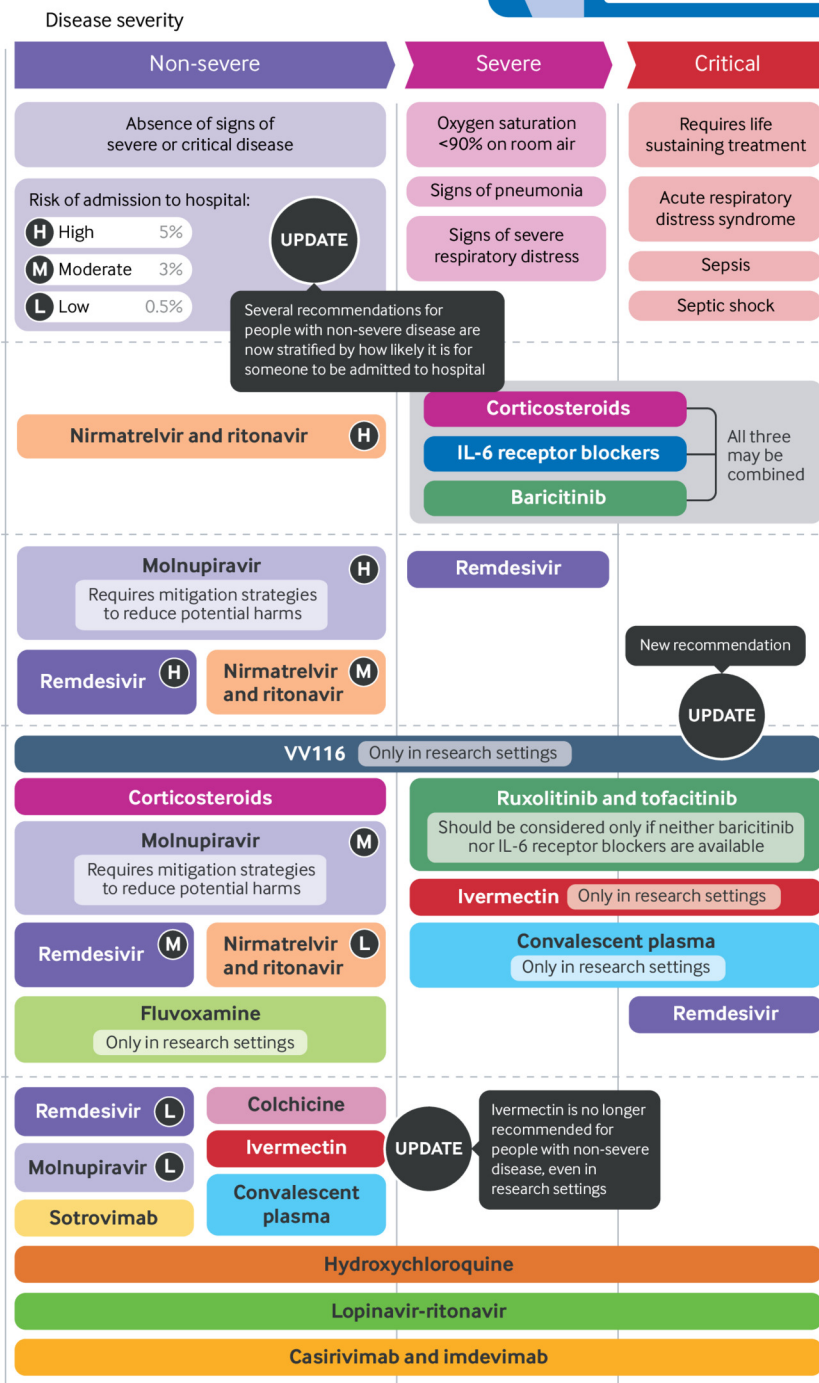 Disease severity
Non-severe
Severe
Critical
Absence of signs of
severe or critical disease
Oxygen saturation
<90% on room air
Requires life
sustaining treatment
Risk of admission to hospital:
H High 5%
M Moderate 3%
L Low 0.5%
UPDATE
Several recommendations for
people with non-severe disease are
now stratified by how likely it is for
someone to be admitted to hospital
Signs of pneumonia
Signs of severe
respiratory distress
Acute respiratory
distress syndrome
Sepsis
Septic shock
Nirmatrelvir and ritonavir H
Corticosteroids
IL-6 receptor blockers
Baricitinib
All three
may be
combined
Molnupiravir H
Requires mitigation strategies
to reduce potential harms
Remdesivir
Remdesivir H
Nirmatrelvir M
and ritonavir
New recommendation
UPDATE
VV116 Only in research settings
Corticosteroids
Molnupiravir M
Requires mitigation strategies
to reduce potential harms
Remdesivir M
Nirmatrelvir L
and ritonavir
Fluvoxamine
Only in research settings
Ruxolitinib and tofacitinib
Should be considered only if neither baricitinib
nor IL-6 receptor blockers are available
Ivermectin Only in research settings
Convalescent plasma
Only in research settings
Remdesivir
Remdesivir L
Molnupiravir L
Sotrovimab
Colchicine
Ivermectin
Convalescent
plasma
UPDATE
Ivermectin is no longer
recommended for
people with non-severe
disease, even in
research settings
Hydroxychloroquine
Lopinavir-ritonavir
Casirivimab and imdevimab